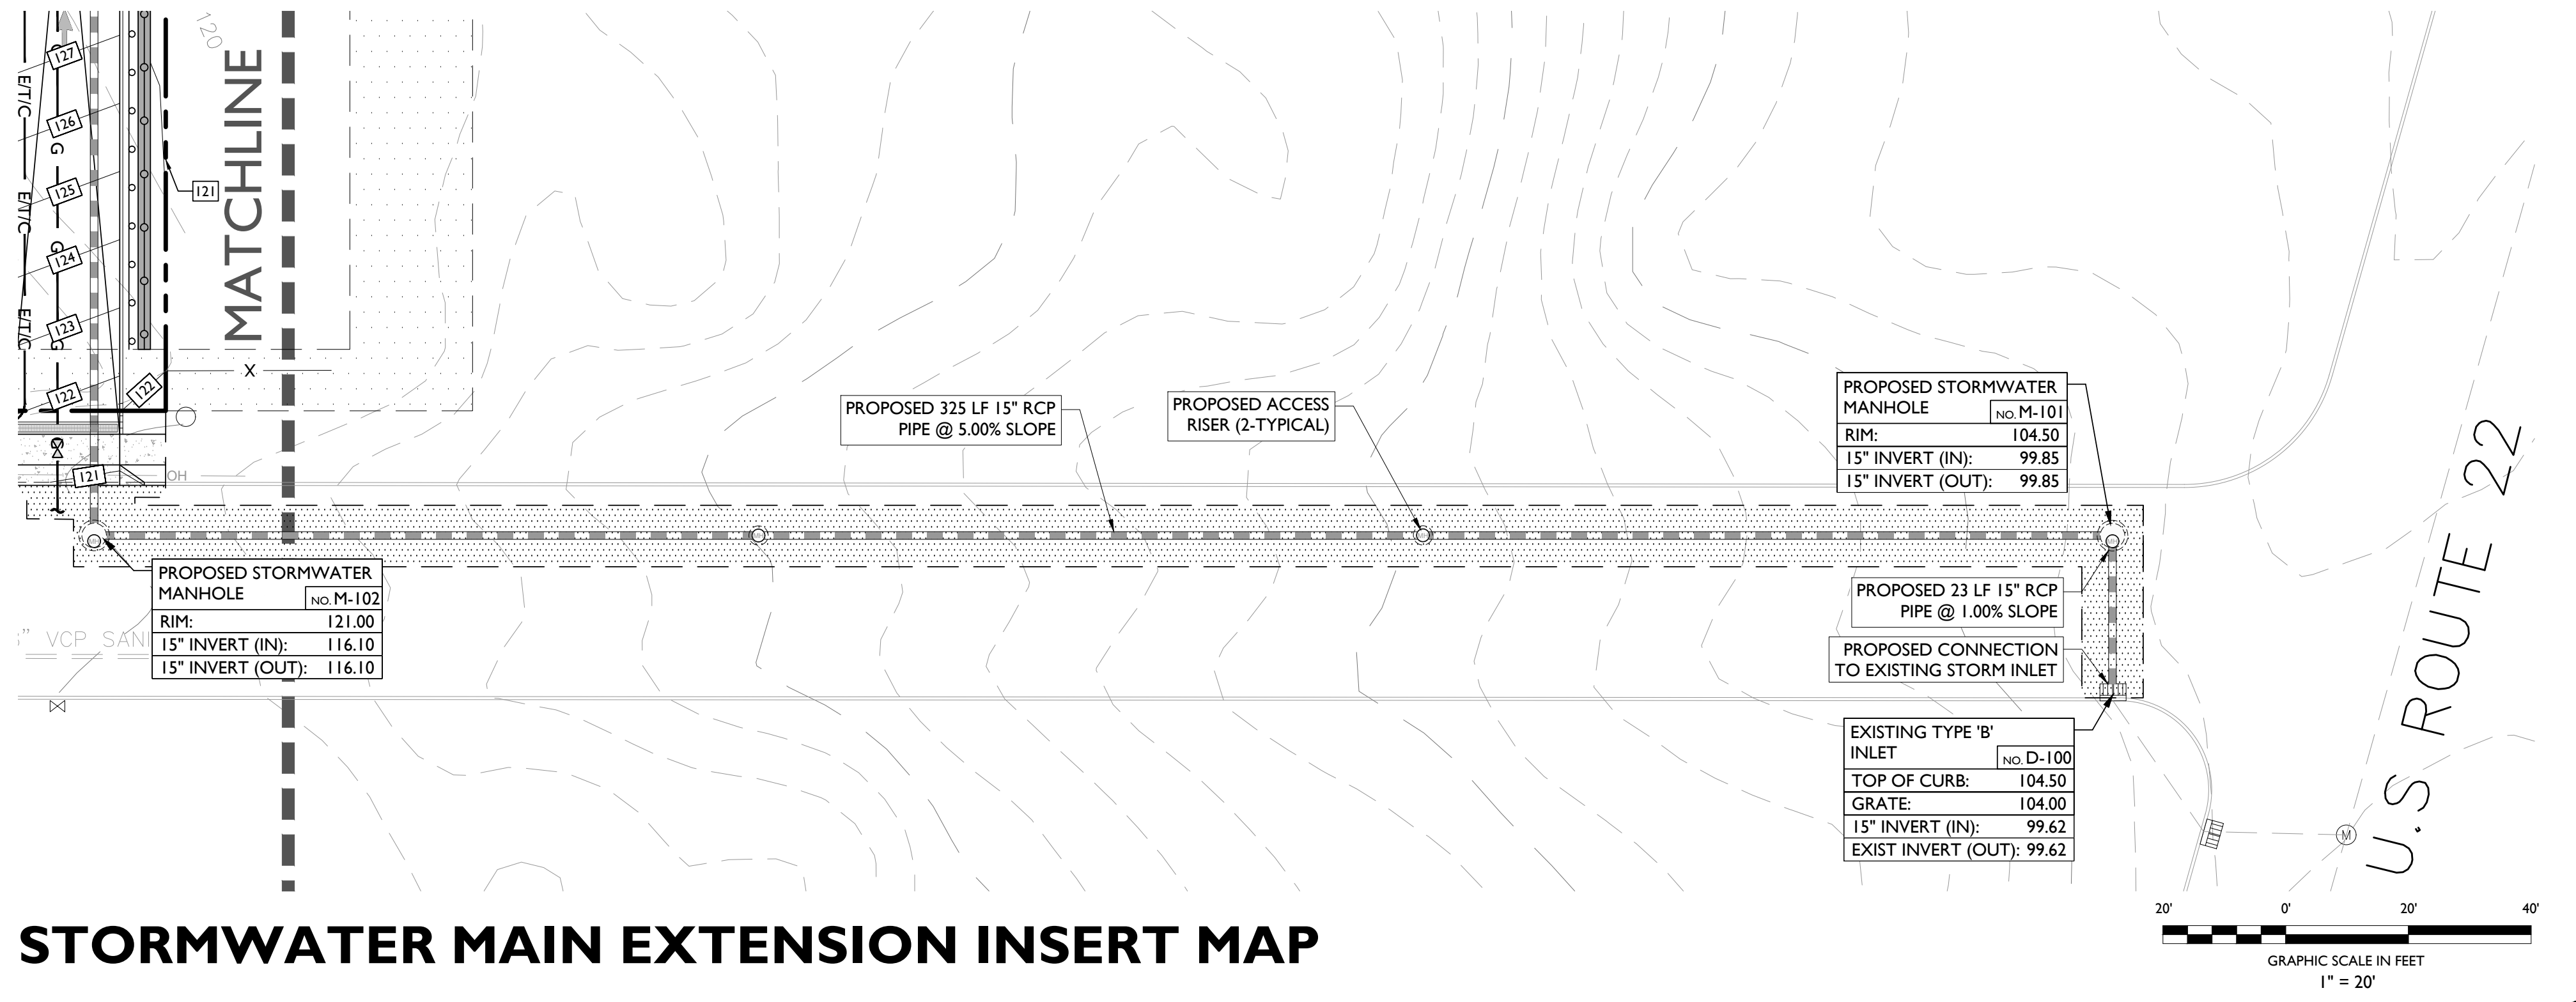 120
127
126
125
124
123
122
122
121
121
E/T/C
E/T/C
E/T/C
G
G
G
MATCHLINE
X
OH
PROPOSED 325 LF 15" RCP
PIPE @ 5.00% SLOPE
PROPOSED ACCESS
RISER (2-TYPICAL)
PROPOSED STORMWATER
MANHOLE
NO. M-101
RIM: 104.50
15" INVERT (IN): 99.85
15" INVERT (OUT): 99.85
PROPOSED STORMWATER
MANHOLE
NO. M-102
RIM: 121.00
15" INVERT (IN): 116.10
15" INVERT (OUT): 116.10
VCP SANI
PROPOSED 23 LF 15" RCP
PIPE @ 1.00% SLOPE
PROPOSED CONNECTION
TO EXISTING STORM INLET
EXISTING TYPE 'B'
INLET
NO. D-100
TOP OF CURB: 104.50
GRATE: 104.00
15" INVERT (IN): 99.62
EXIST INVERT (OUT): 99.62
M
U.S ROUTE 22
STORMWATER MAIN EXTENSION INSERT MAP
20' 0' 20' 40'
GRAPHIC SCALE IN FEET
1" = 20'